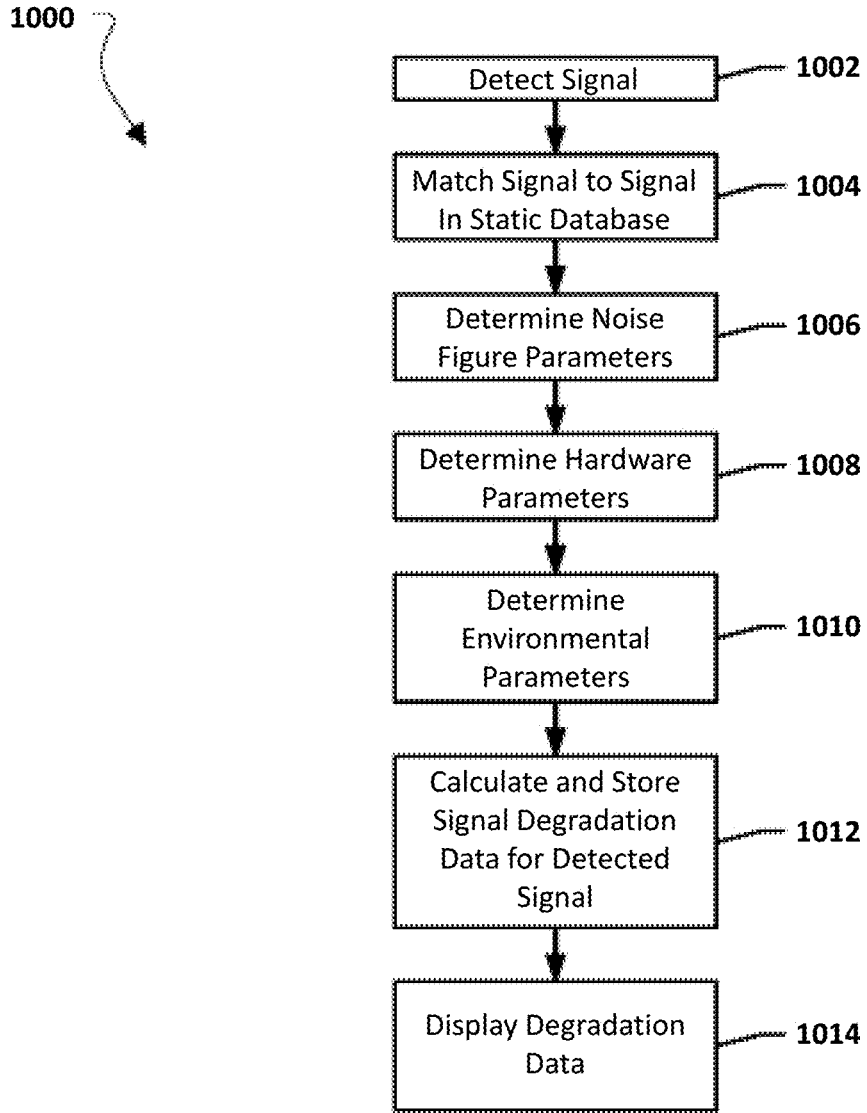 1000
Detect Signal
1002
Match Signal to Signal
In Static Database
1004
Determine Noise
Figure Parameters
1006
Determine Hardware
Parameters
1008
Determine
Environmental
Parameters
1010
Calculate and Store
Signal Degradation
Data for Detected
Signal
1012
Display Degradation
Data
1014